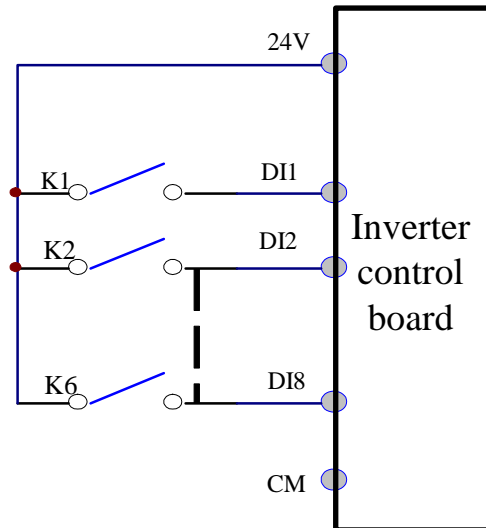 24V
K1
DI1
K2
DI2
Inverter
control
board
K6
DI8
CM